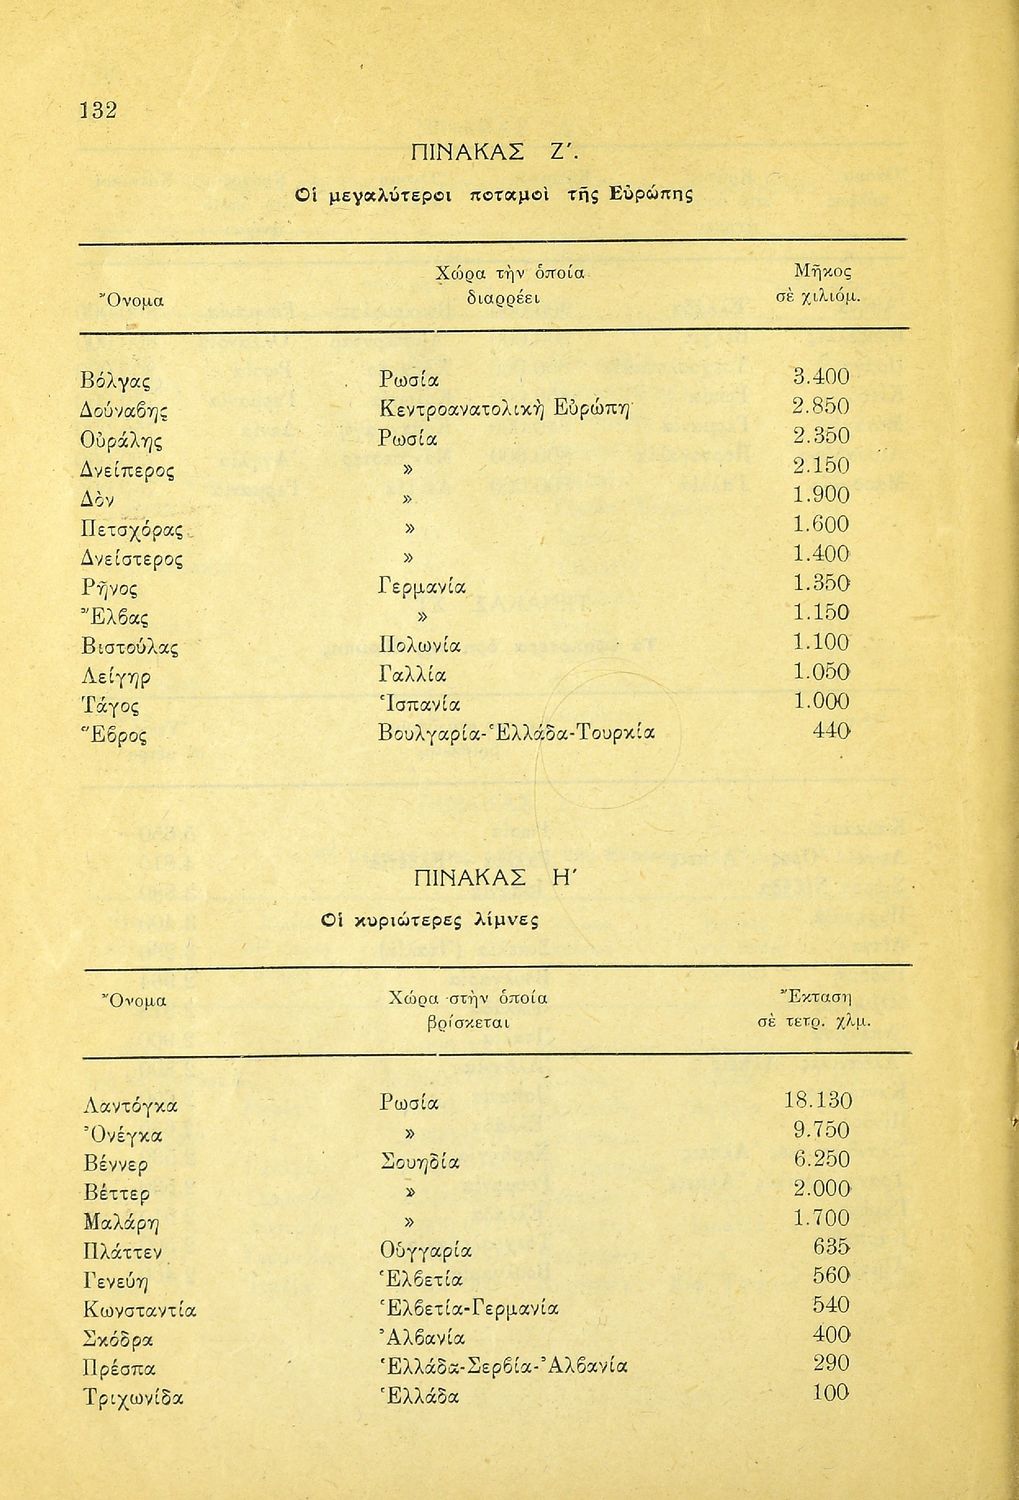 132
ΠΙΝΑΚΑΣ Ζ΄.
Οἱ μεγαλύτεροι ποταμοὶ τῆς Εὐρώπης
Ὄνομα Χώρα τὴν ὁποία διαρρέει Μῆκος σὲ χιλιόμ.
Βόλγας Ρωσία 3.400
Δούναβης Κεντροανατολικὴ Εὐρώπη 2.850
Οὐράλης Ρωσία 2.350
Δνείπερος » 2.150
Δὸν » 1.900
Πετσχόρας » 1.600
Δνείστερος » 1.400
Ρῆνος Γερμανία 1.350
Ἔλβας » 1.150
Βιστούλας Πολωνία 1.100
Λείγηρ Γαλλία 1.050
Τάγος Ἱσπανία 1.000
Ἕβρος Βουλγαρία-Ἑλλάδα-Τουρκία 440
ΠΙΝΑΚΑΣ Η΄
Οἱ κυριώτερες λίμνες
Ὄνομα Χώρα στὴν ὁποία βρίσκεται Ἔκταση σὲ τετρ. χλμ.
Λαντόγκα Ρωσία 18.130
Ὀνέγκα » 9.750
Βέννερ Σουηδία 6.250
Βέττερ » 2.000
Μαλάρη » 1.700
Πλάττεν Οὑγγαρία 635
Γενεύη Ἑλβετία 560
Κωνσταντία Ἑλβετία-Γερμανία 540
Σκόδρα Ἀλβανία 400
Πρέσπα Ἑλλάδα-Σερβία-Ἀλβανία 290
Τριχωνίδα Ἑλλάδα 100